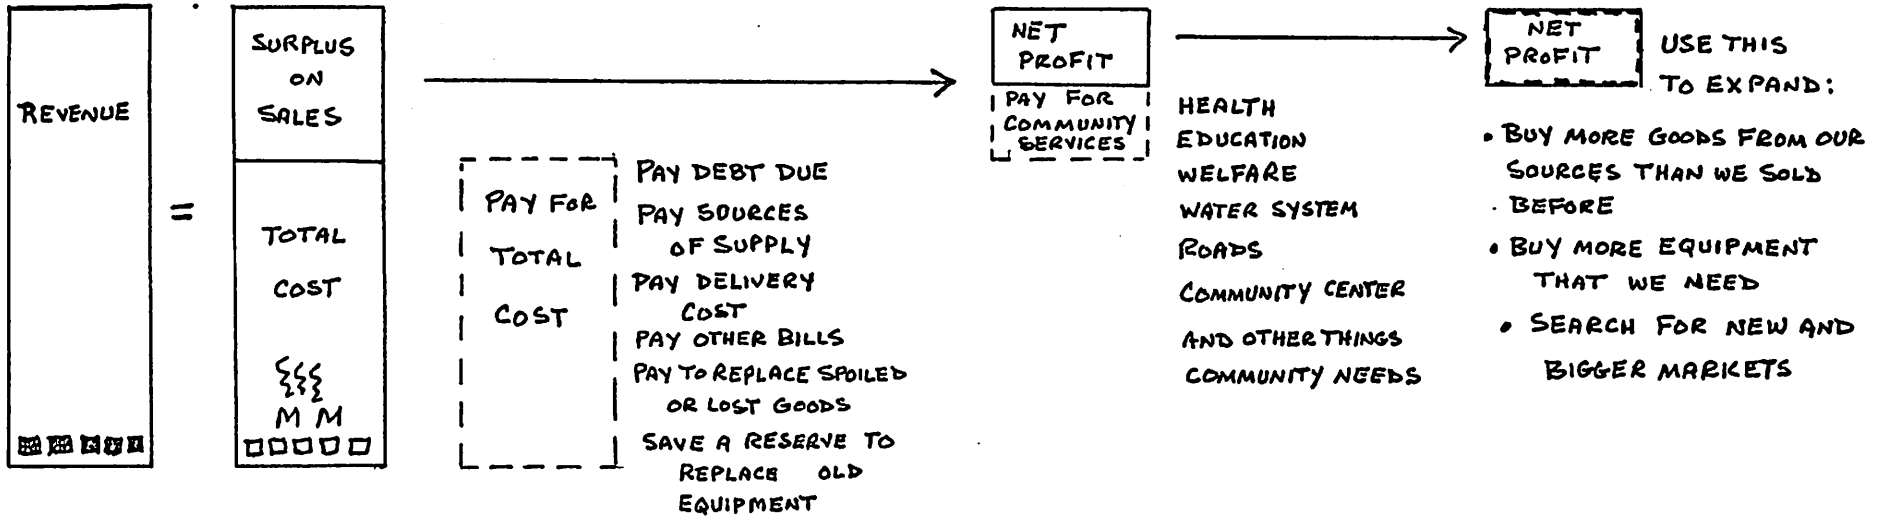 REVENUE
=
SURPLUS
ON
SALES
TOTAL
COST
M M
PAY FOR
TOTAL
COST
PAY DEBT DUE
PAY SOURCES
OF SUPPLY
PAY DELIVERY
COST
PAY OTHER BILLS
PAY TO REPLACE SPOILED
OR LOST GOODS
SAVE A RESERVE TO
REPLACE OLD
EQUIPMENT
NET
PROFIT
PAY FOR
COMMUNITY
SERVICES
HEALTH
EDUCATION
WELFARE
WATER SYSTEM
ROADS
COMMUNITY CENTER
AND OTHER THINGS
COMMUNITY NEEDS
NET
PROFIT
USE THIS
TO EXPAND:
• BUY MORE GOODS FROM OUR
SOURCES THAN WE SOLD
BEFORE
• BUY MORE EQUIPMENT
THAT WE NEED
• SEARCH FOR NEW AND
BIGGER MARKETS